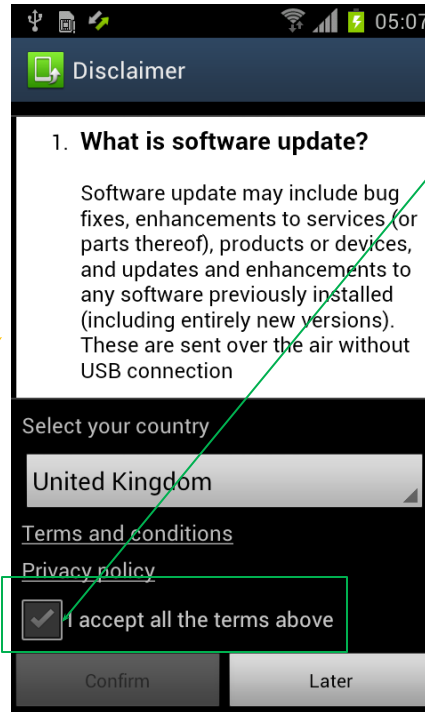 05:07
Disclaimer
1. What is software update?
Software update may include bug
fixes, enhancements to services (or
parts thereof), products or devices,
and updates and enhancements to
any software previously installed
(including entirely new versions).
These are sent over the air without
USB connection
Select your country
United Kingdom
Terms and conditions
Privacy policy
I accept all the terms above
Confirm Later